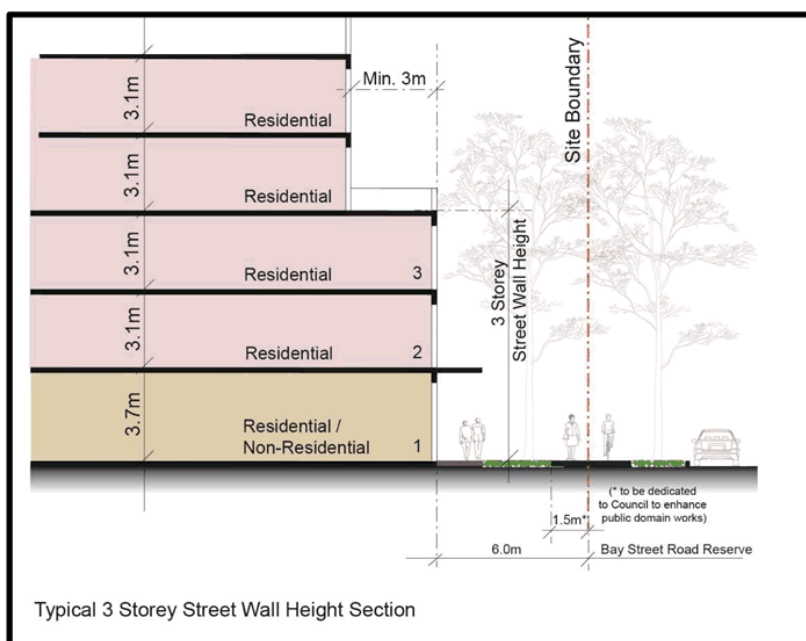 Site Boundary
Min. 3m
3.1m
Residential
3.1m
Residential
3 Storey
Street Wall Height
3.1m
Residential
3
3.1m
Residential
2
3.7m
Residential /
Non-Residential
1
(* to be dedicated
to Council to enhance
public domain works)
1.5m*
6.0m
Bay Street Road Reserve
Typical 3 Storey Street Wall Height Section